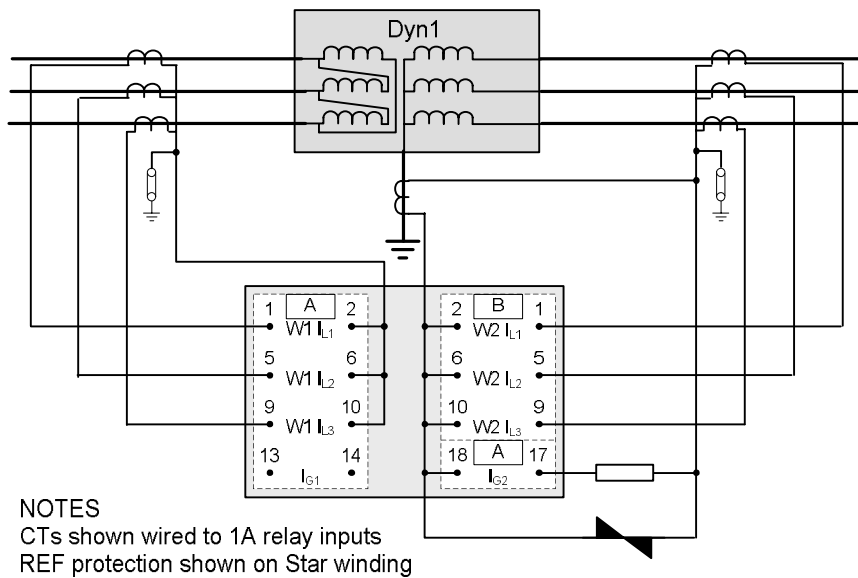 Dyn1
A
B
1
2
2
1
W1 IL1
W2 IL1
5
6
6
5
W1 IL2
W2 IL2
9
10
10
9
W1 IL3
W2 IL3
13
14
18
A
17
IG1
IG2
NOTES
CTs shown wired to 1A relay inputs
REF protection shown on Star winding